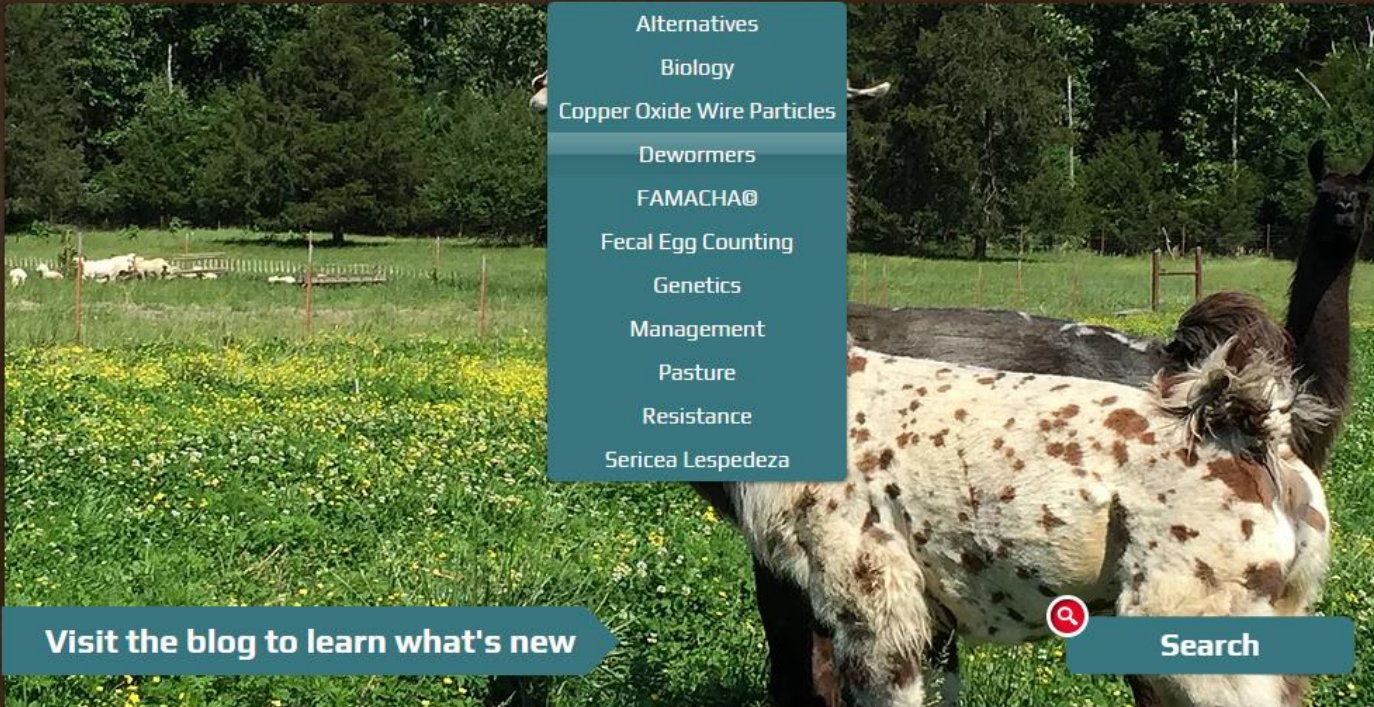 Alternatives
Biology
Copper Oxide Wire Particles
Dewormers
FAMACHA©
Fecal Egg Counting
Genetics
Management
Pasture
Resistance
Sericea Lespedeza
Visit the blog to learn what's new
Search